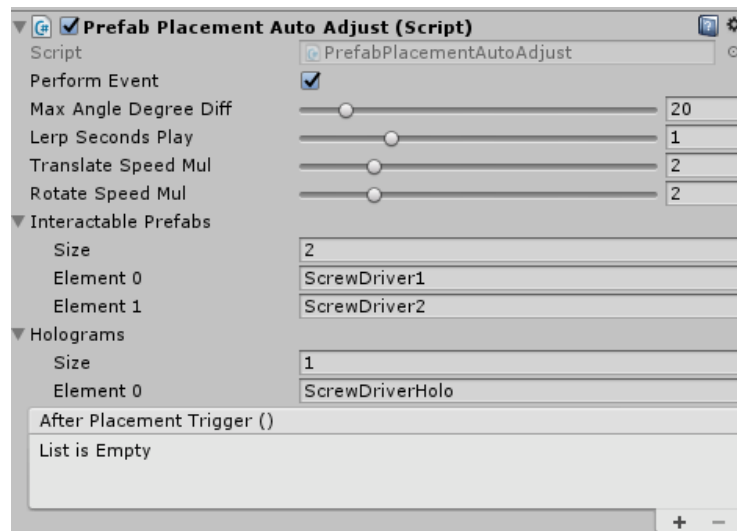 Prefab Placement Auto Adjust (Script)
Script PrefabPlacementAutoAdjust
Perform Event
Max Angle Degree Diff 20
Lerp Seconds Play 1
Translate Speed Mul 2
Rotate Speed Mul 2
Interactable Prefabs
Size 2
Element 0 ScrewDriver1
Element 1 ScrewDriver2
Holograms
Size 1
Element 0 ScrewDriverHolo
After Placement Trigger ()
List is Empty
+ −